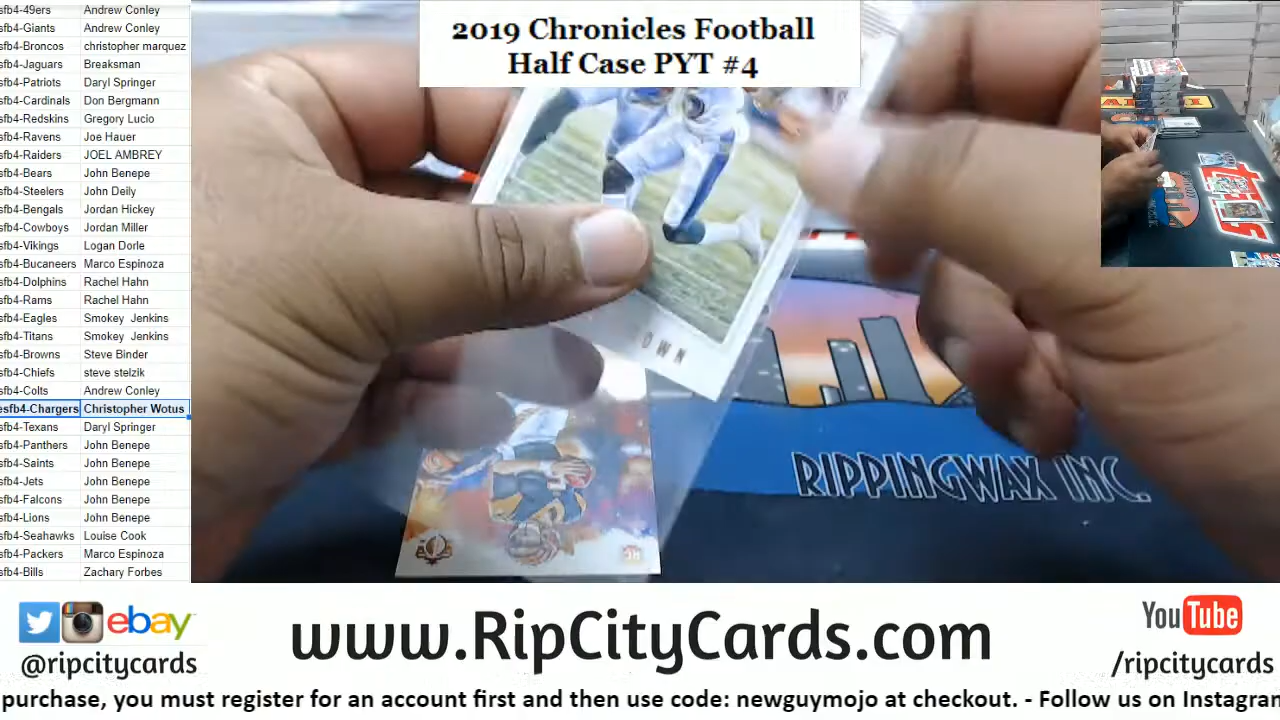 sfb4-49ers Andrew Conley
sfb4-Giants Andrew Conley
sfb4-Broncos christopher marquez
sfb4-Jaguars Breaksman
sfb4-Patriots Daryl Springer
sfb4-Cardinals Don Bergmann
sfb4-Redskins Gregory Lucio
sfb4-Ravens Joe Hauer
sfb4-Raiders JOEL AMBREY
sfb4-Bears John Benepe
sfb4-Steelers John Deily
sfb4-Bengals Jordan Hickey
sfb4-Cowboys Jordan Miller
sfb4-Vikings Logan Dorle
sfb4-Bucaneers Marco Espinoza
sfb4-Dolphins Rachel Hahn
sfb4-Rams Rachel Hahn
sfb4-Eagles Smokey Jenkins
sfb4-Titans Smokey Jenkins
sfb4-Browns Steve Binder
sfb4-Chiefs steve stelzik
sfb4-Colts Andrew Conley
esfb4-Chargers Christopher Wotus
sfb4-Texans Daryl Springer
sfb4-Panthers John Benepe
sfb4-Saints John Benepe
sfb4-Jets John Benepe
sfb4-Falcons John Benepe
sfb4-Lions John Benepe
sfb4-Seahawks Louise Cook
sfb4-Packers Marco Espinoza
sfb4-Bills Zachary Forbes
2019 Chronicles Football
Half Case PYT #4
OWN
RIPPINGWAX INC.
ebay
@ripcitycards
www.RipCityCards.com
YouTube
/ripcitycards
purchase, you must register for an account first and then use code: newguymojo at checkout. - Follow us on Instagram